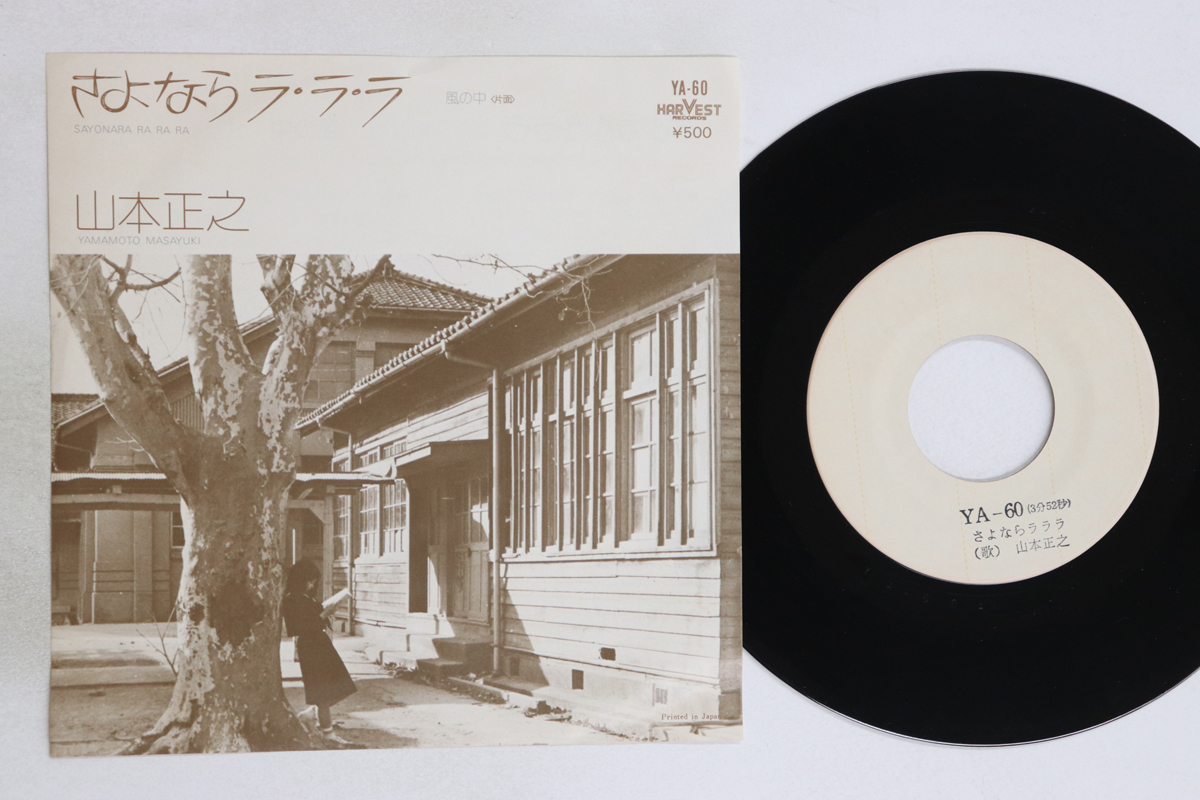 さよなら ラ・ラ・ラ
SAYONARA RA RA RA
風の中〈片面〉
YA-60
HARVEST
RECORDS
¥500
山本正之
YAMAMOTO MASAYUKI
Printed in Japan
YA-60 (3分52秒)
さよならラララ
(歌) 山本正之